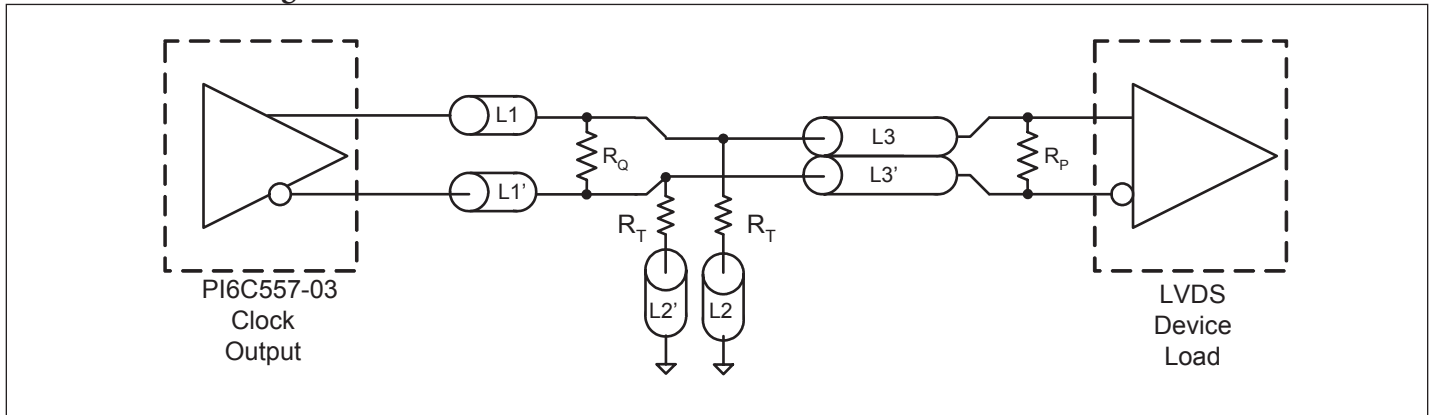 L1
L1'
R_Q
R_T
R_T
L2'
L2
L3
L3'
R_P
PI6C557-03
Clock
Output
LVDS
Device
Load